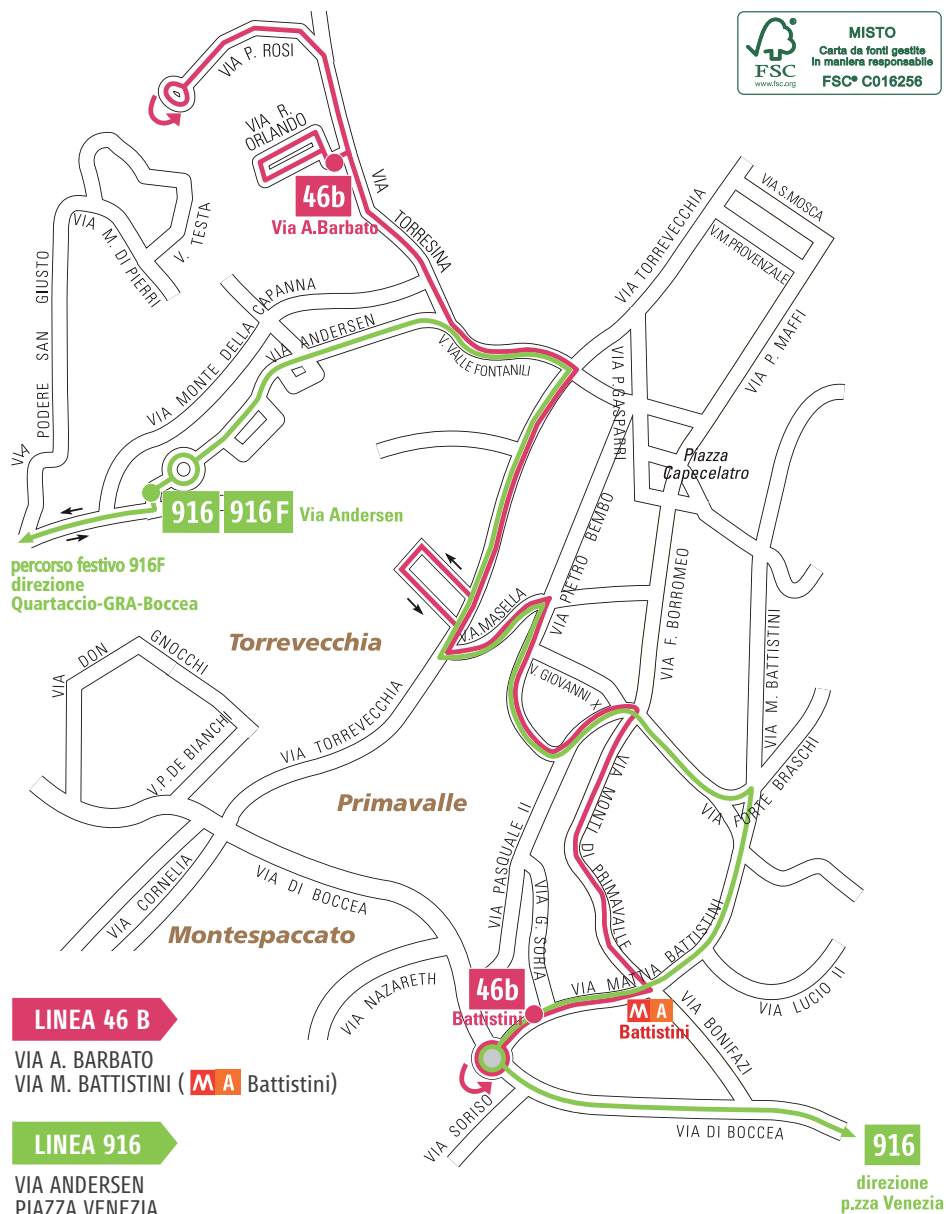 MISTO
Carta da fonti gestite
in maniera responsabile
FSC® C016256
FSC
www.fsc.org
VIA P. ROSI
VIA R.
ORLANDO
46b
Via A.Barbato
VIA
TORRESINA
VIA S.MOSCA
V.M.PROVENZALE
VIA TORREVECCHIA
VIA P. MAFFI
V. TESTA
VIA M. DI PIERRI
VIA PODERE SAN GIUSTO
VIA MONTE DELLA CAPANNA
VIA ANDERSEN
V.VALLE FONTANILI
VIA P.GASPARRI
Piazza
Capecelatro
916
916F
Via Andersen
percorso festivo 916F
direzione
Quartaccio-GRA-Boccea
VIA PIETRO BEMBO
V.A.MASELLA
VIA F. BORROMEO
VIA M. BATTISTINI
Torrevecchia
VIA DON
GNOCCHI
V. GIOVANNI X
VIA TORREVECCHIA
V.P.DE BIANCHI
Primavalle
VIA FORTE BRASCHI
VIA MONTI DI PRIMAVALLE
VIA PASQUALE II
VIA G. SORIA
VIA DI BOCCEA
VIA CORNELIA
Montespaccato
VIA NAZARETH
VIA MATTIA BATTISTINI
VIA LUCIO II
46b
Battistini
M A
Battistini
VIA BONIFAZI
VIA SORISO
VIA DI BOCCEA
916
direzione
p.zza Venezia
LINEA 46 B
VIA A. BARBATO
VIA M. BATTISTINI ( M A Battistini)
LINEA 916
VIA ANDERSEN
PIAZZA VENEZIA